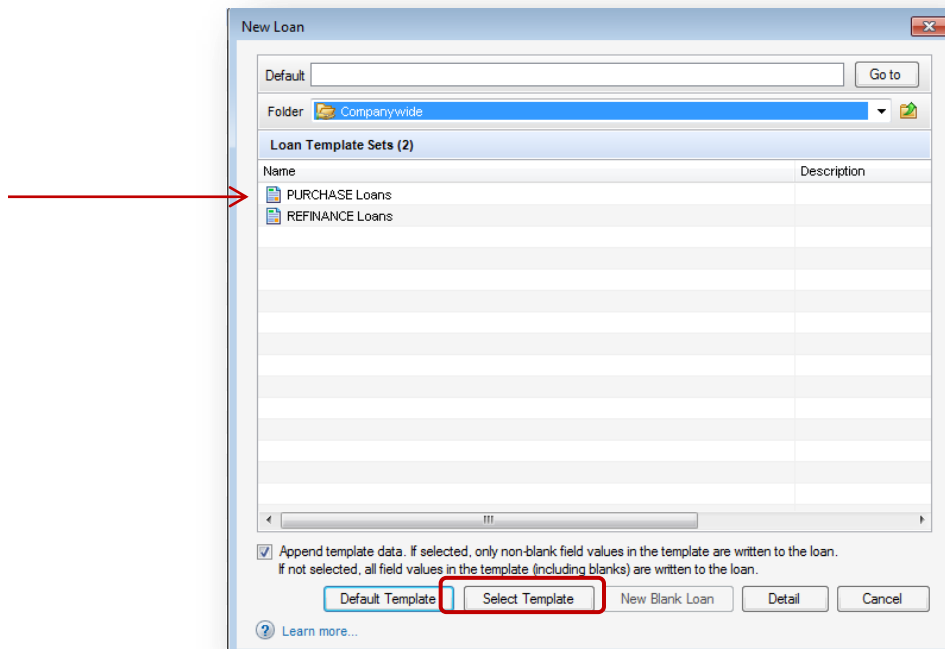 New Loan
Default Go to
Folder Companywide
Loan Template Sets (2)
Name Description
PURCHASE Loans
REFINANCE Loans
Append template data. If selected, only non-blank field values in the template are written to the loan.
If not selected, all field values in the template (including blanks) are written to the loan.
Default Template Select Template New Blank Loan Detail Cancel
? Learn more...